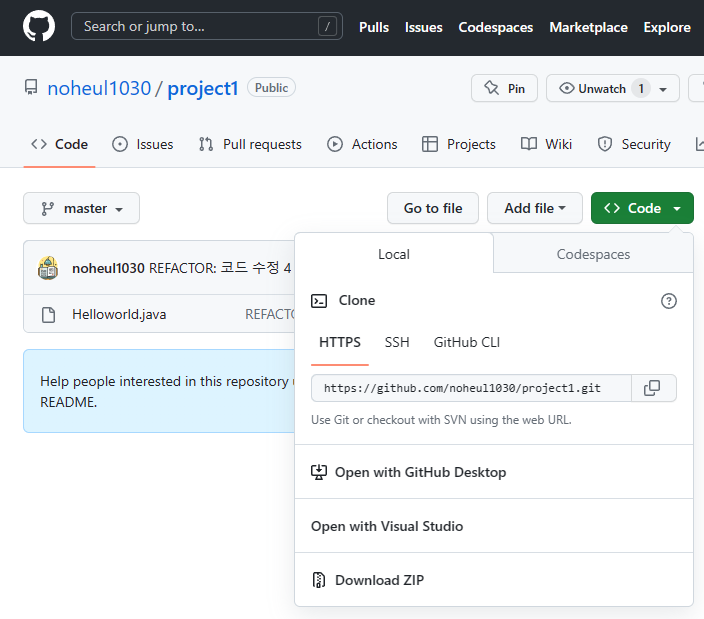 Search or jump to... / Pulls Issues Codespaces Marketplace Explore
noheul1030 / project1 Public Pin Unwatch 1
Code Issues Pull requests Actions Projects Wiki Security
master Go to file Add file Code
noheul1030 REFACTOR: 코드 수정 4
Helloworld.java REFACTO
Help people interested in this repository
README.
Local Codespaces
Clone
HTTPS SSH GitHub CLI
https://github.com/noheul1030/project1.git
Use Git or checkout with SVN using the web URL.
Open with GitHub Desktop
Open with Visual Studio
Download ZIP